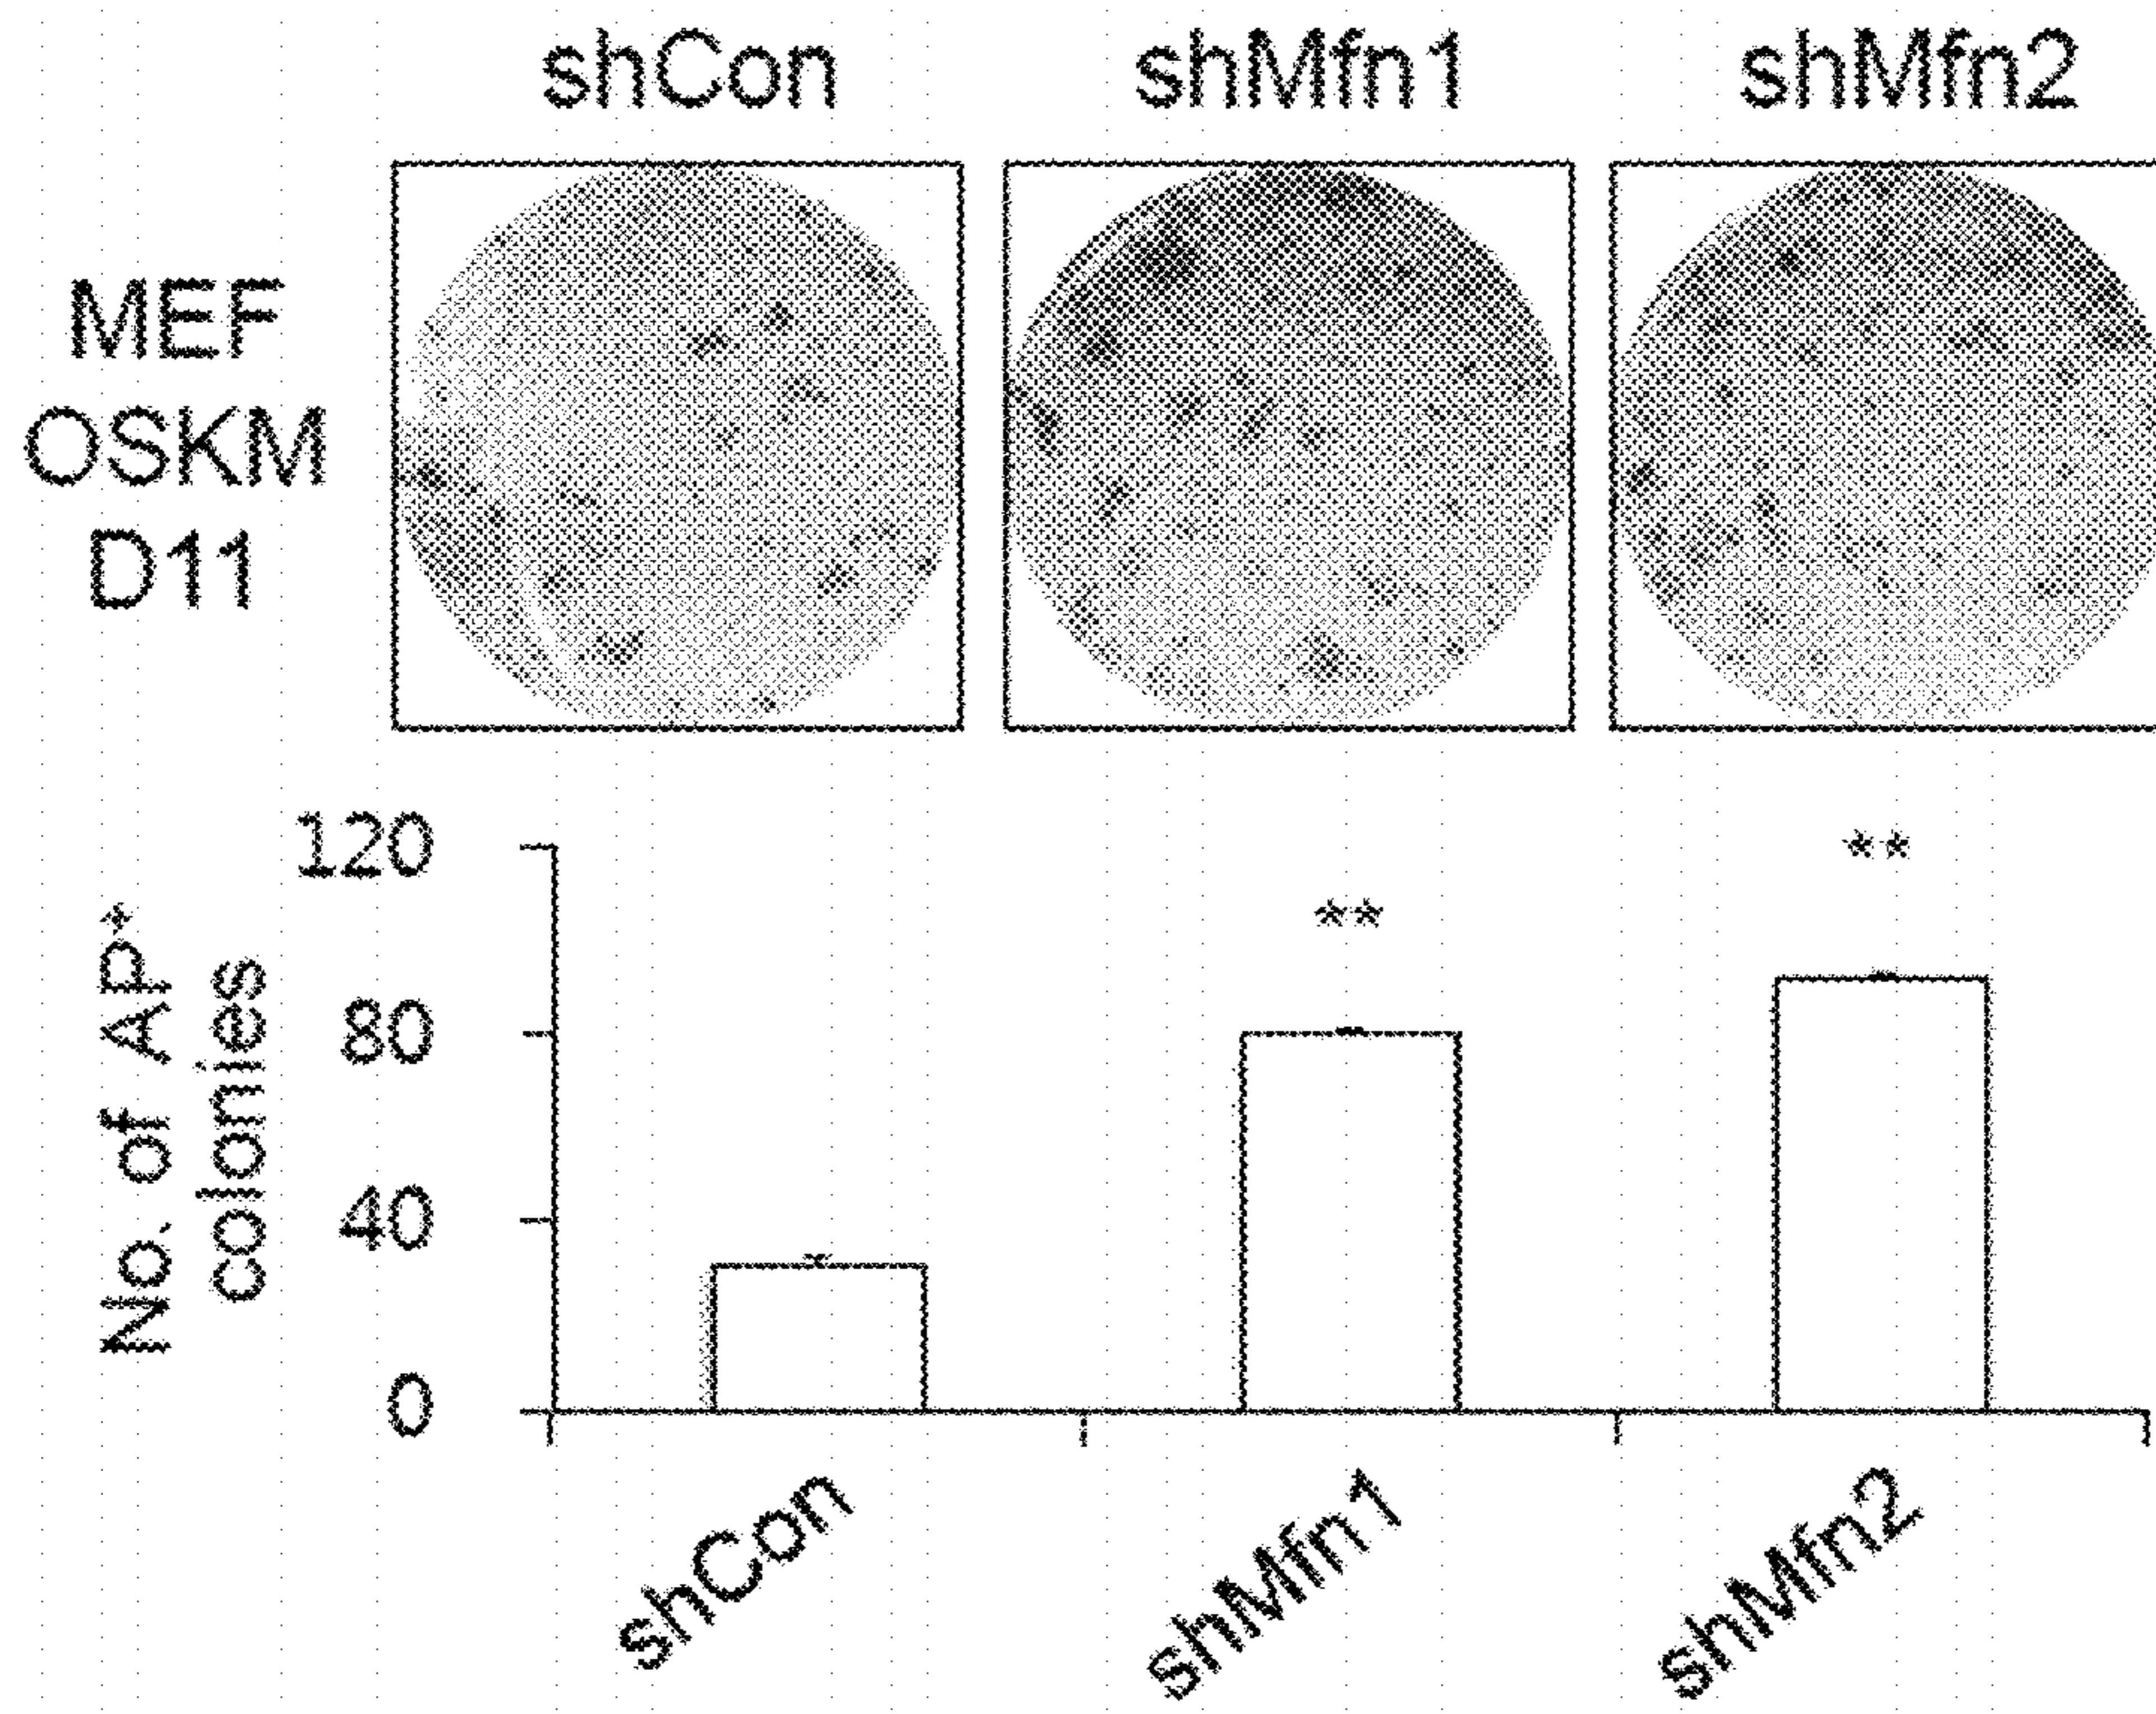 shCon shMfn1 shMfn2
MEF
OSKM
D11
**
**
No. of AP+
colonies
120
80
40
0
shCon shMfn1 shMfn2